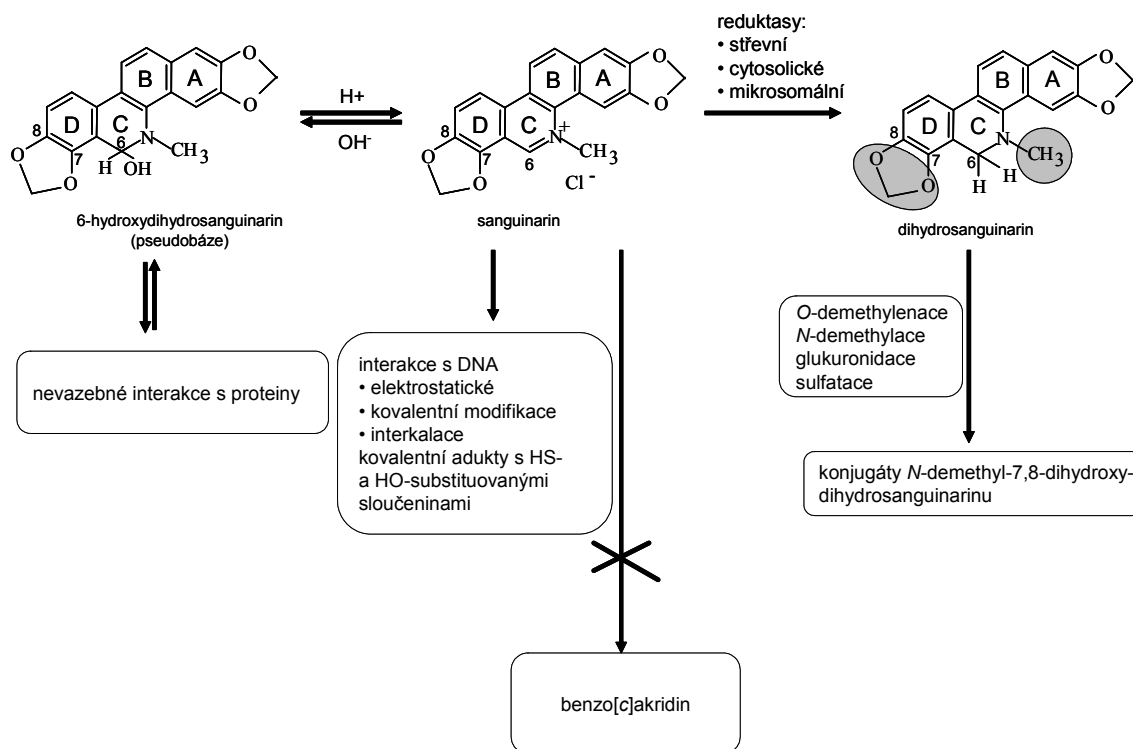 reduktasy:
• střevní
• cytosolické
• mikrosomální
B A
D C
8
7
6
O
O
O
O
N
CH3
H
OH
H+
OH-
B A
D C
8
7
6
O
O
O
O
N+
CH3
Cl -
B A
D C
8
7
6
O
O
O
O
N
CH3
H
H
6-hydroxydihydrosanguinarin
(pseudobáze)
sanguinarin
dihydrosanguinarin
nevazebné interakce s proteiny
interakce s DNA
• elektrostatické
• kovalentní modifikace
• interkalace
kovalentní adukty s HS-
a HO-substituovanými
sloučeninami
O-demethylenace
N-demethylace
glukuronidace
sulfatace
konjugáty N-demethyl-7,8-dihydroxy-
dihydrosanguinarinu
benzo[c]akridin